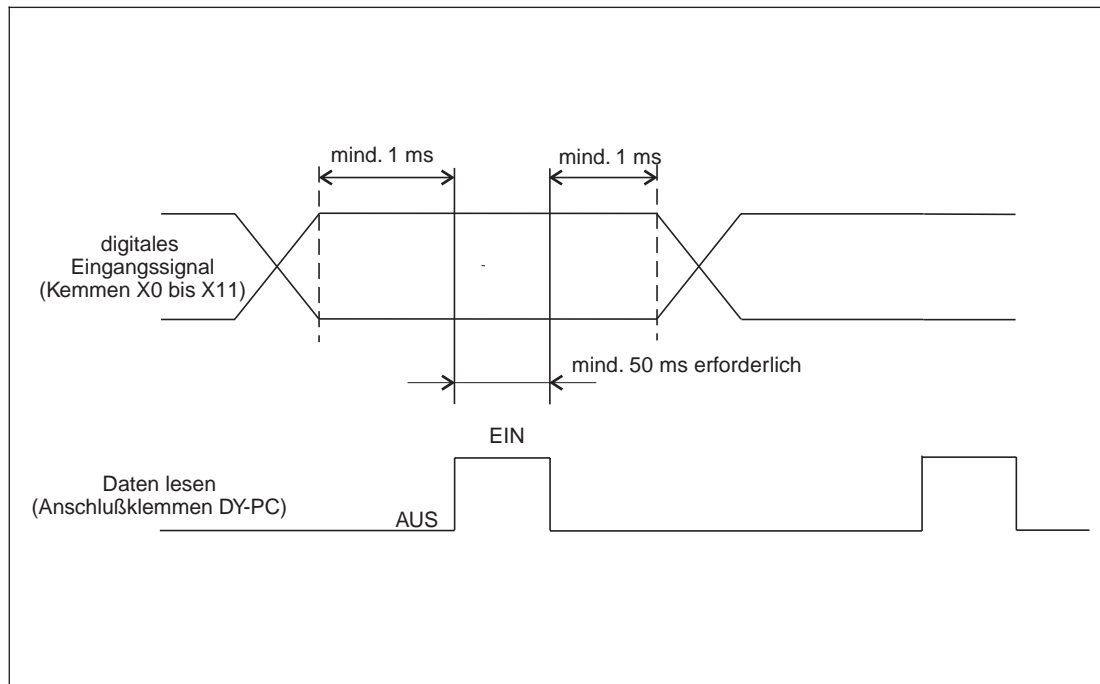 mind. 1 ms
mind. 1 ms
digitales
Eingangssignal
(Kemmen X0 bis X11)
mind. 50 ms erforderlich
EIN
Daten lesen
(Anschlußklemmen DY-PC)
AUS